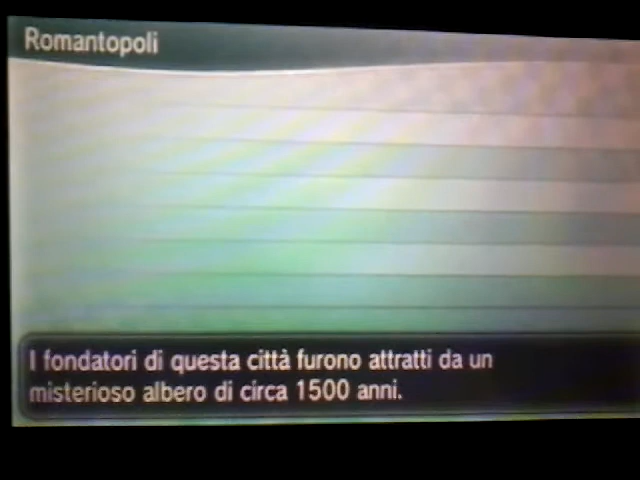 Romantopoli
I fondatori di questa città furono attratti da un
misterioso albero di circa 1500 anni.